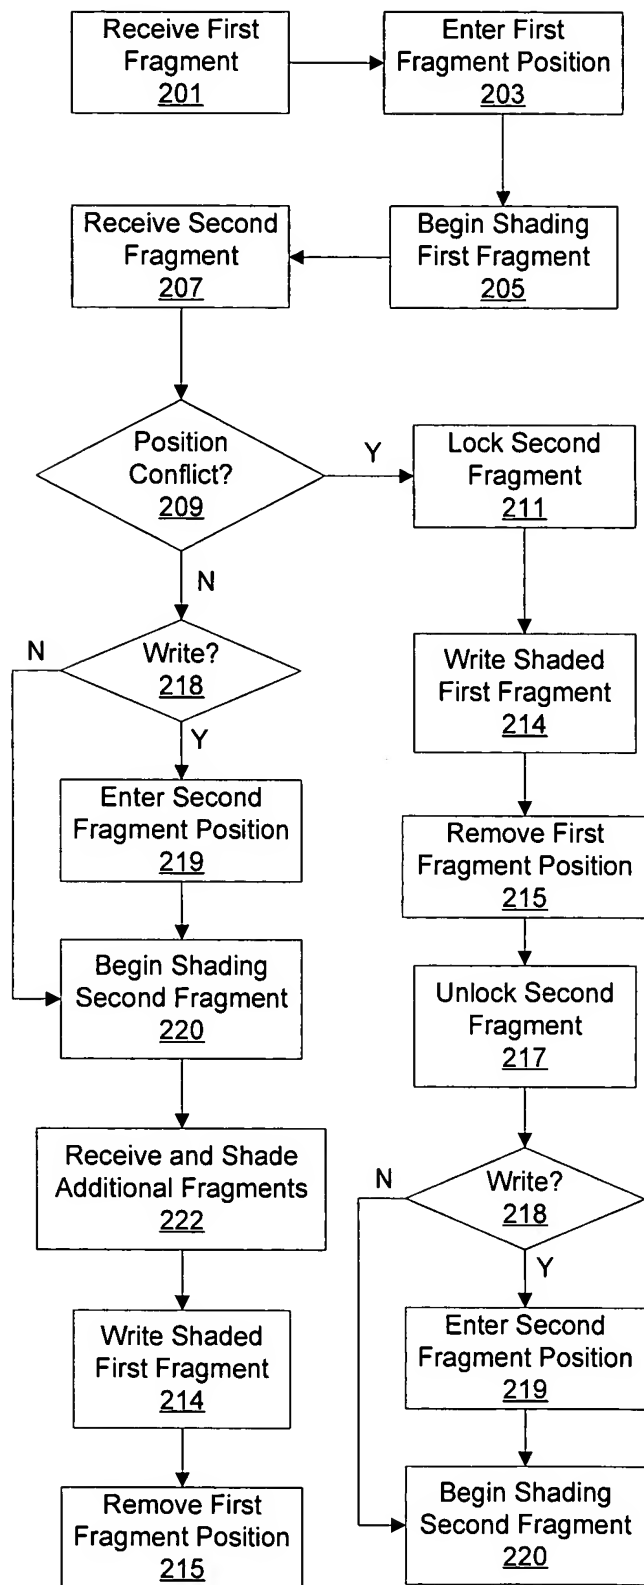 Receive First
Fragment
201
Enter First
Fragment Position
203
Receive Second
Fragment
207
Begin Shading
First Fragment
205
Position
Conflict?
209
Y
Lock Second
Fragment
211
N
N
Write?
218
Y
Write Shaded
First Fragment
214
Enter Second
Fragment Position
219
Remove First
Fragment Position
215
Begin Shading
Second Fragment
220
Unlock Second
Fragment
217
Receive and Shade
Additional Fragments
222
N
Write?
218
Y
Write Shaded
First Fragment
214
Enter Second
Fragment Position
219
Remove First
Fragment Position
215
Begin Shading
Second Fragment
220